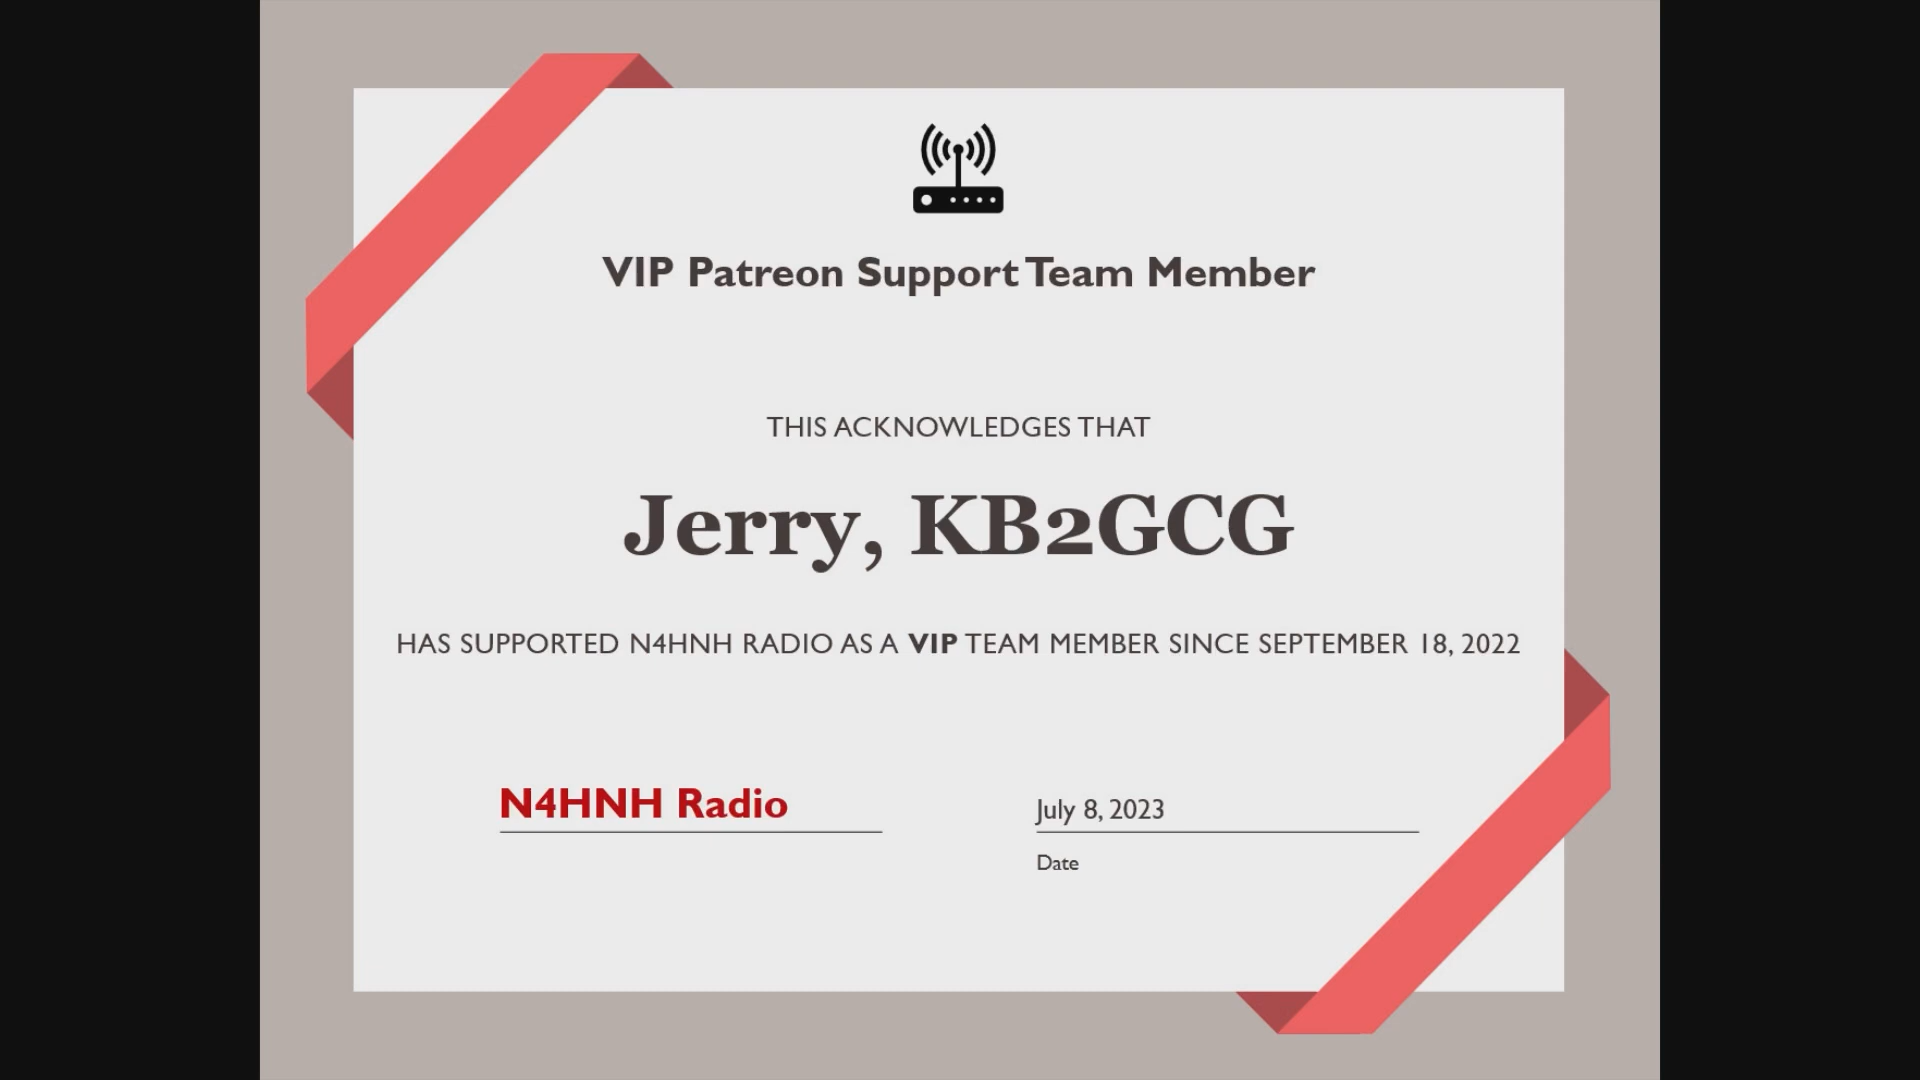 VIP Patreon Support Team Member
THIS ACKNOWLEDGES THAT
Jerry, KB2GCG
HAS SUPPORTED N4HNH RADIO AS A VIP TEAM MEMBER SINCE SEPTEMBER 18, 2022
N4HNH Radio
July 8, 2023
Date